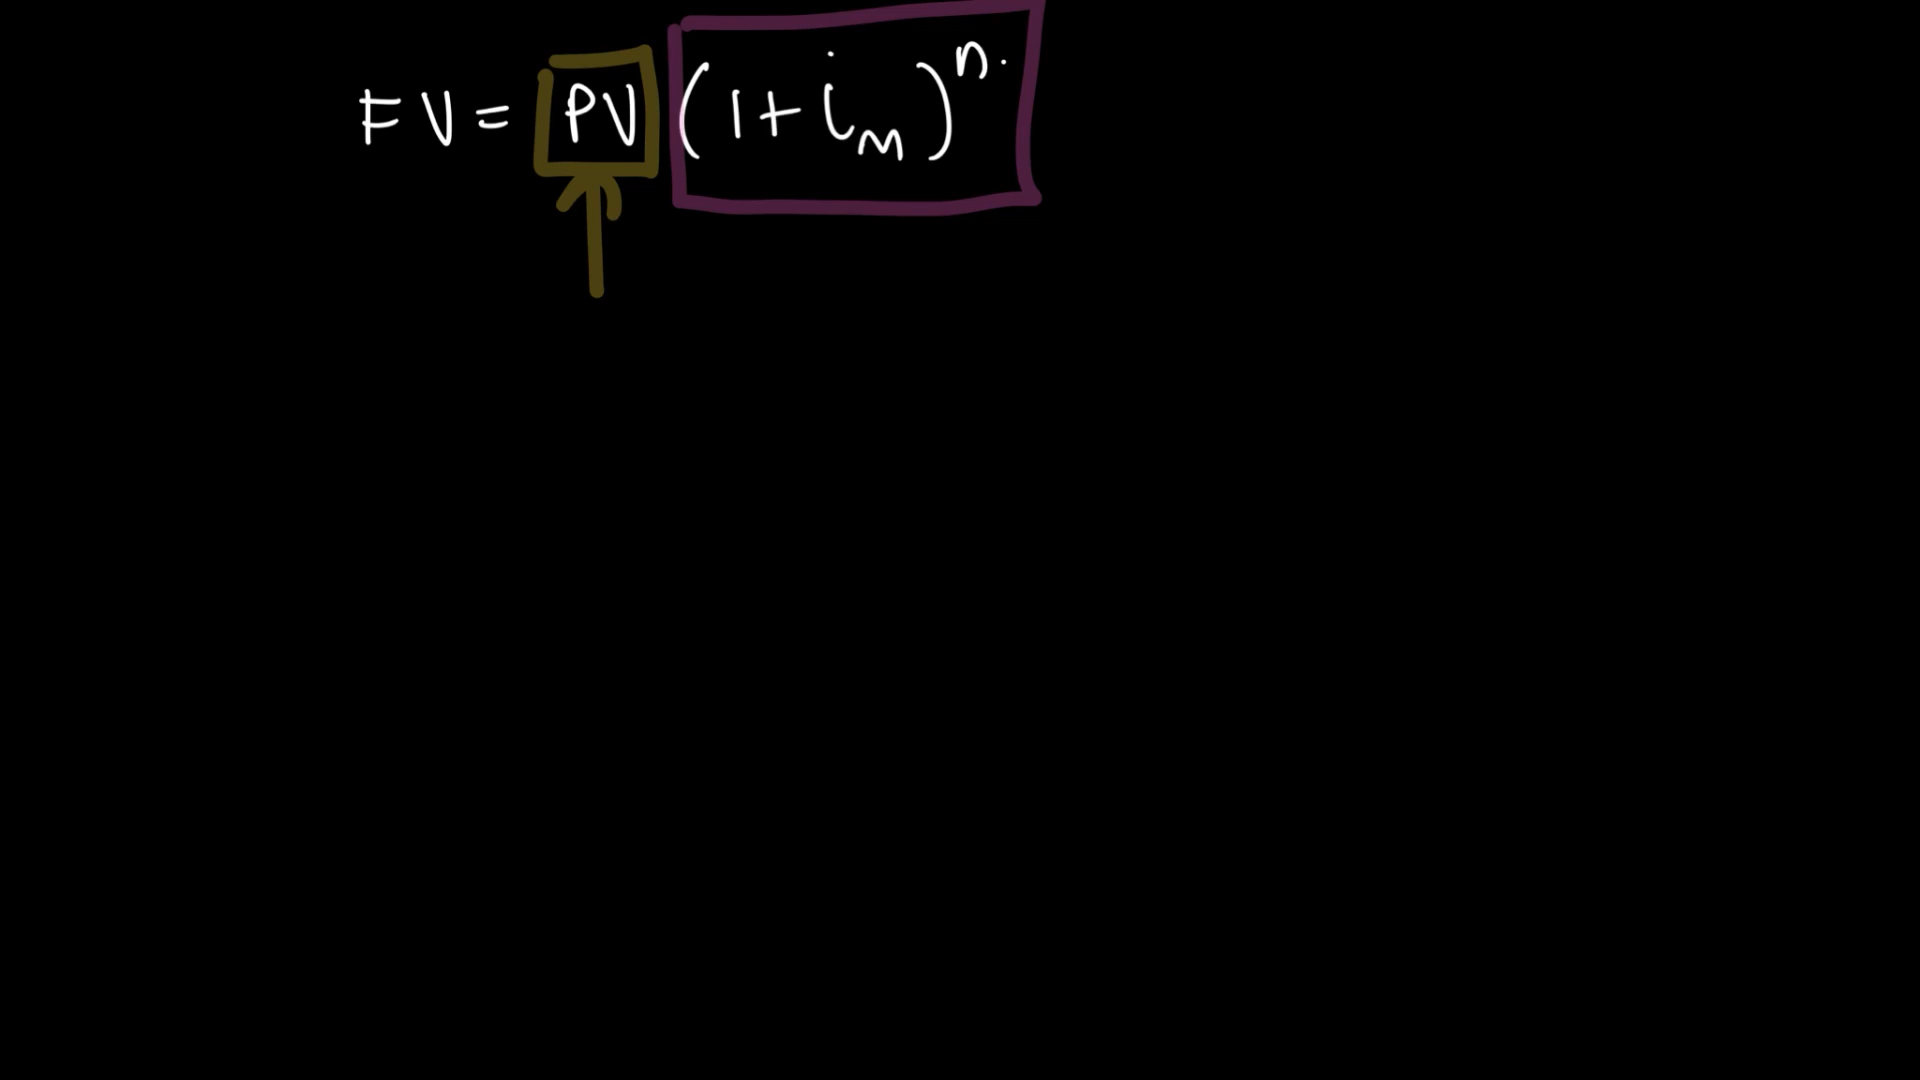 FV = PV (1 + i_m)^n.